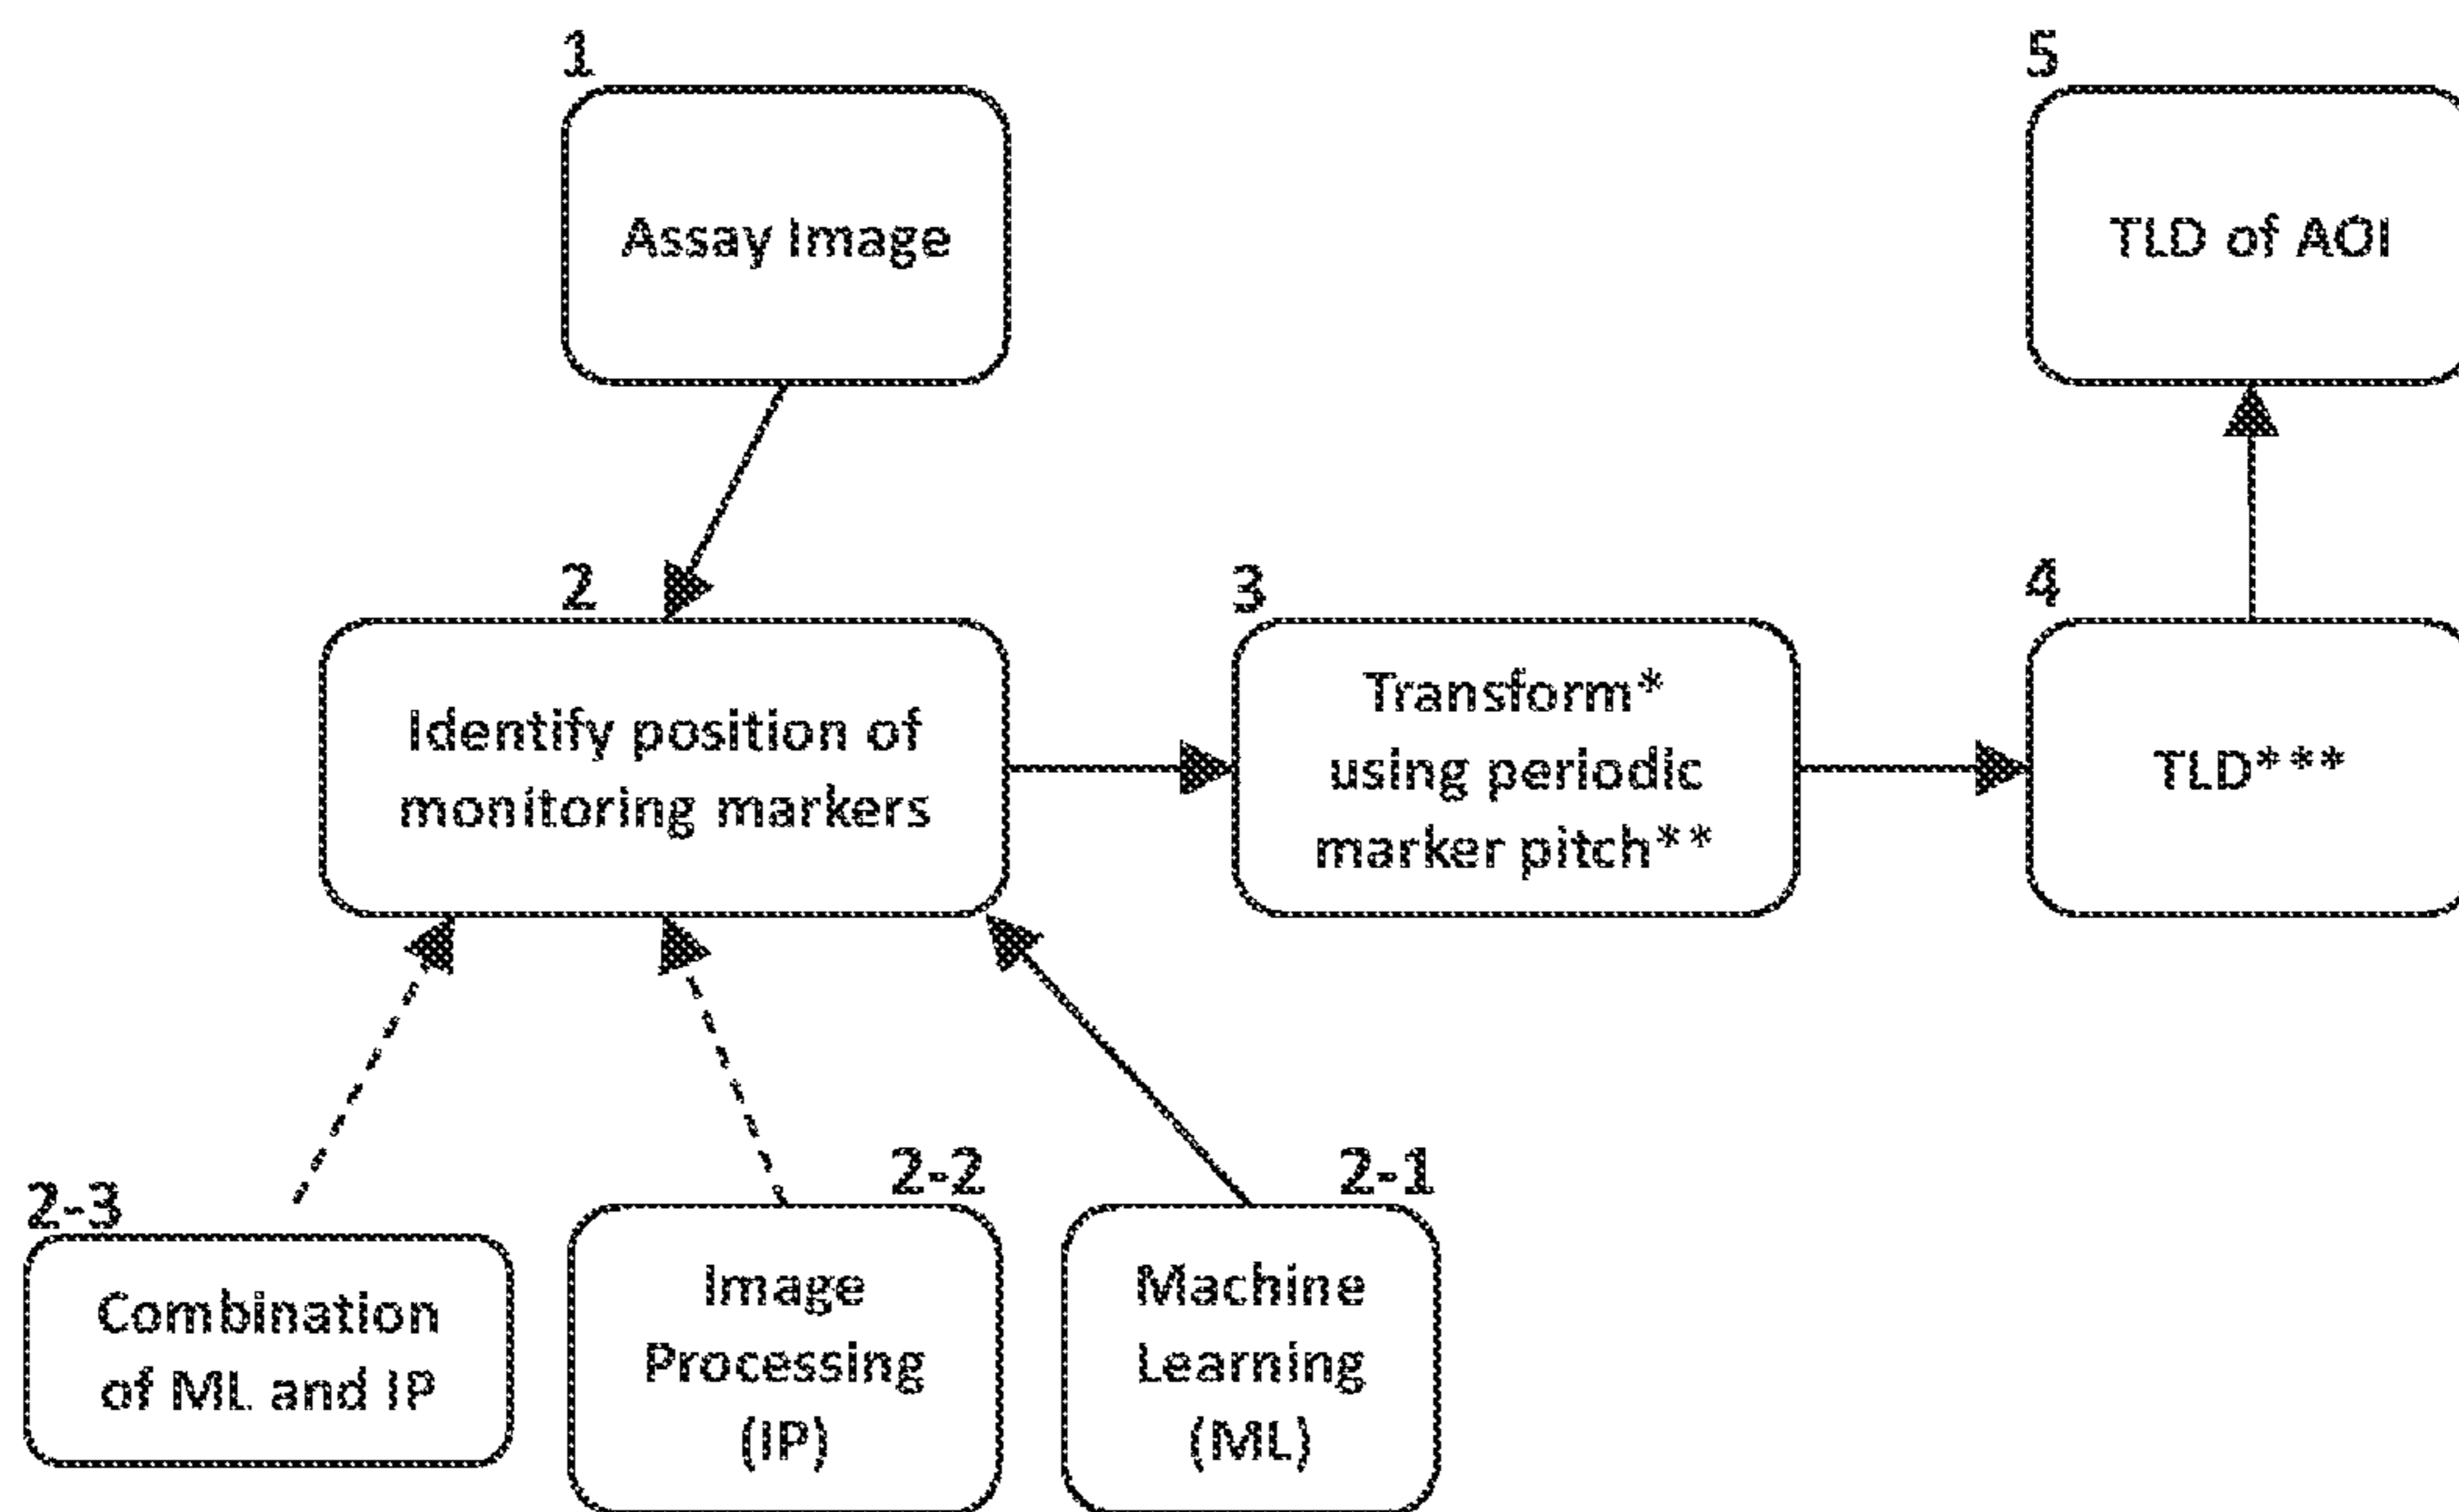 1
Assay Image
5
TLD of AOI
2
Identify position of
monitoring markers
3
Transform*
using periodic
marker pitch**
4
TLD***
2-3
Combination
of ML and IP
2-2
Image
Processing
(IP)
2-1
Machine
Learning
(ML)